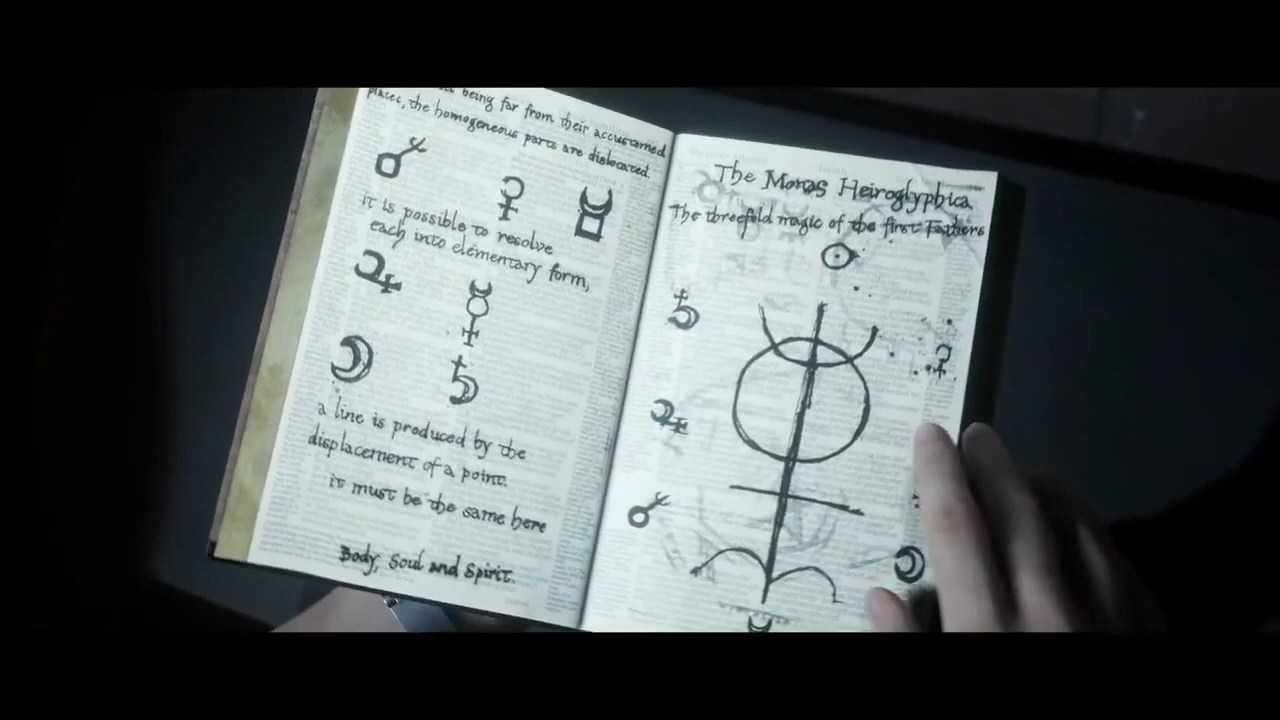 being far from their accustomed
places, the homogeneous parts are dislocated.
it is possible to resolve
each into elementary form,
a line is produced by the
displacement of a point.
it must be the same here
Body, Soul and Spirit.
The Monas Heiroglyphica
The threefold magic of the first Fathers